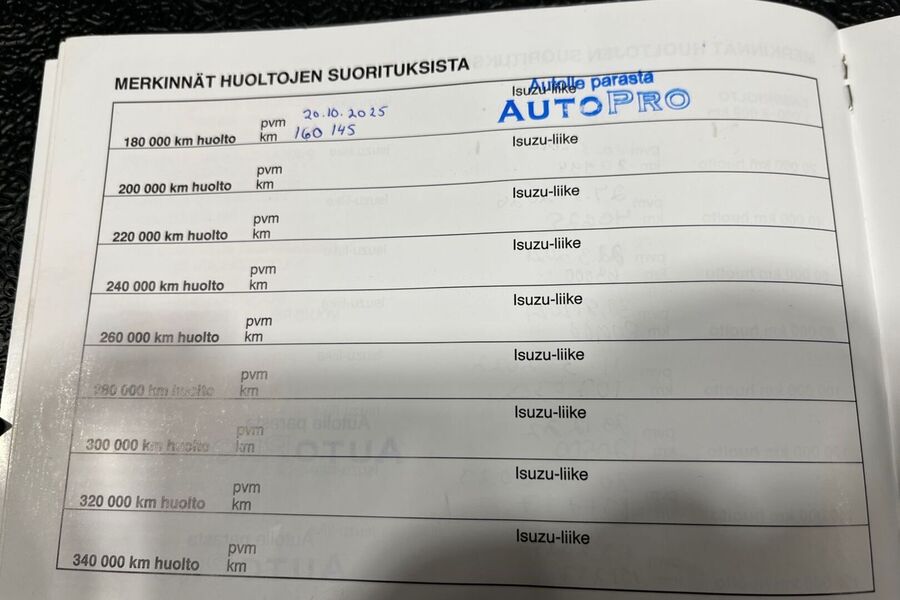 MERKINNÄT HUOLTOJEN SUORITUKSISTA
Autolle parasta
Isuzu-liike
AUTOPRO
pvm 20.10.2025
180 000 km huolto km 160 145
Isuzu-liike
pvm
200 000 km huolto km
Isuzu-liike
pvm
220 000 km huolto km
Isuzu-liike
pvm
240 000 km huolto km
Isuzu-liike
pvm
260 000 km huolto km
Isuzu-liike
pvm
280 000 km huolto km
Isuzu-liike
pvm
300 000 km huolto km
Isuzu-liike
pvm
320 000 km huolto km
Isuzu-liike
pvm
340 000 km huolto km